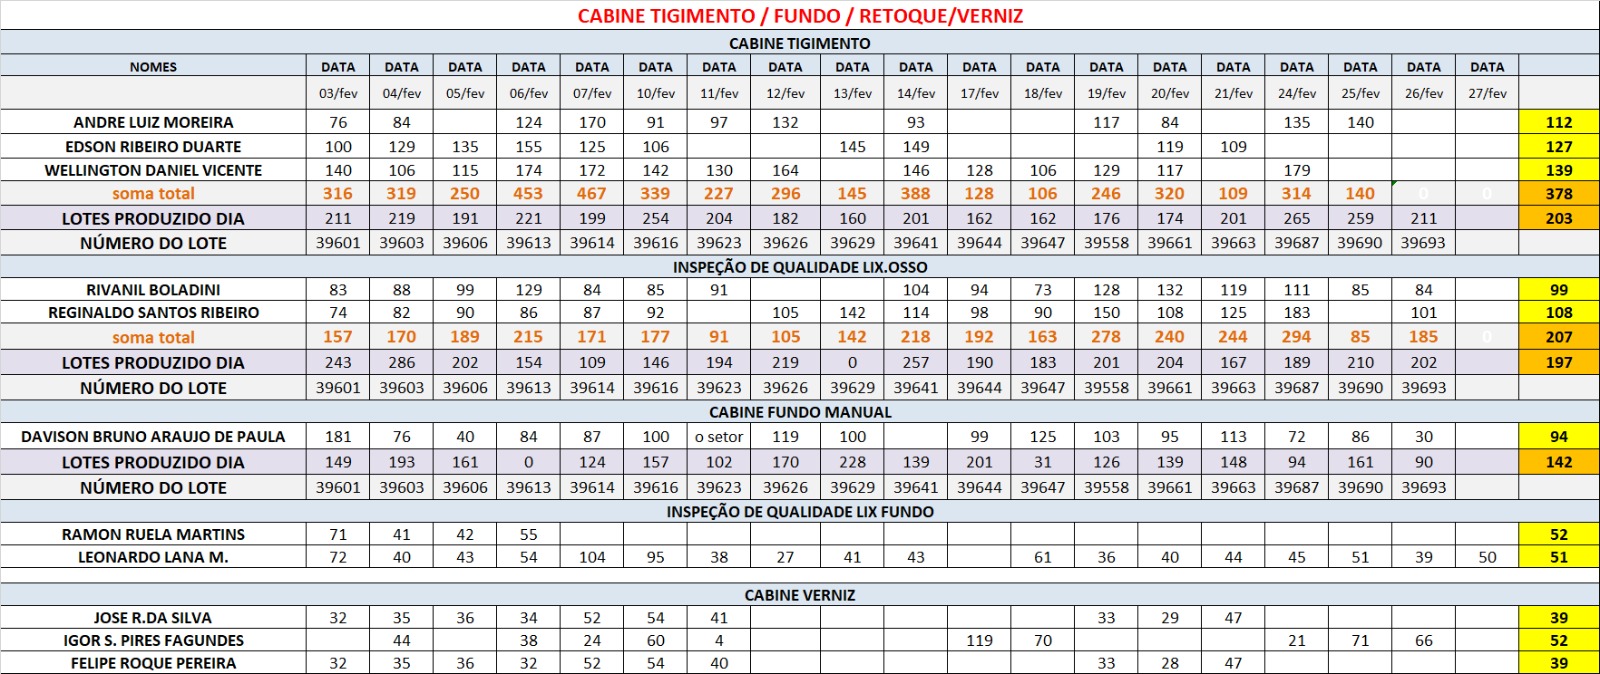 CABINE TIGIMENTO / FUNDO / RETOQUE/VERNIZ
CABINE TIGIMENTO
NOMES DATA DATA DATA DATA DATA DATA DATA DATA DATA DATA DATA DATA DATA DATA DATA DATA DATA DATA DATA
03/fev 04/fev 05/fev 06/fev 07/fev 10/fev 11/fev 12/fev 13/fev 14/fev 17/fev 18/fev 19/fev 20/fev 21/fev 24/fev 25/fev 26/fev 27/fev
ANDRE LUIZ MOREIRA 76 84 124 170 91 97 132 93 117 84 135 140 112
EDSON RIBEIRO DUARTE 100 129 135 155 125 106 145 149 119 109 127
WELLINGTON DANIEL VICENTE 140 106 115 174 172 142 130 164 146 128 106 129 117 179 139
soma total 316 319 250 453 467 339 227 296 145 388 128 106 246 320 109 314 140 0 0 378
LOTES PRODUZIDO DIA 211 219 191 221 199 254 204 182 160 201 162 162 176 174 201 265 259 211 203
NÚMERO DO LOTE 39601 39603 39606 39613 39614 39616 39623 39626 39629 39641 39644 39647 39558 39661 39663 39687 39690 39693
INSPEÇÃO DE QUALIDADE LIX.OSSO
RIVANIL BOLADINI 83 88 99 129 84 85 91 104 94 73 128 132 119 111 85 84 99
REGINALDO SANTOS RIBEIRO 74 82 90 86 87 92 105 142 114 98 90 150 108 125 183 101 108
soma total 157 170 189 215 171 177 91 105 142 218 192 163 278 240 244 294 85 185 0 207
LOTES PRODUZIDO DIA 243 286 202 154 109 146 194 219 0 257 190 183 201 204 167 189 210 202 197
NÚMERO DO LOTE 39601 39603 39606 39613 39614 39616 39623 39626 39629 39641 39644 39647 39558 39661 39663 39687 39690 39693
CABINE FUNDO MANUAL
DAVISON BRUNO ARAUJO DE PAULA 181 76 40 84 87 100 o setor 119 100 99 125 103 95 113 72 86 30 94
LOTES PRODUZIDO DIA 149 193 161 0 124 157 102 170 228 139 201 31 126 139 148 94 161 90 142
NÚMERO DO LOTE 39601 39603 39606 39613 39614 39616 39623 39626 39629 39641 39644 39647 39558 39661 39663 39687 39690 39693
INSPEÇÃO DE QUALIDADE LIX FUNDO
RAMON RUELA MARTINS 71 41 42 55 52
LEONARDO LANA M. 72 40 43 54 104 95 38 27 41 43 61 36 40 44 45 51 39 50 51
CABINE VERNIZ
JOSE R.DA SILVA 32 35 36 34 52 54 41 33 29 47 39
IGOR S. PIRES FAGUNDES 44 38 24 60 4 119 70 21 71 66 52
FELIPE ROQUE PEREIRA 32 35 36 32 52 54 40 33 28 47 39